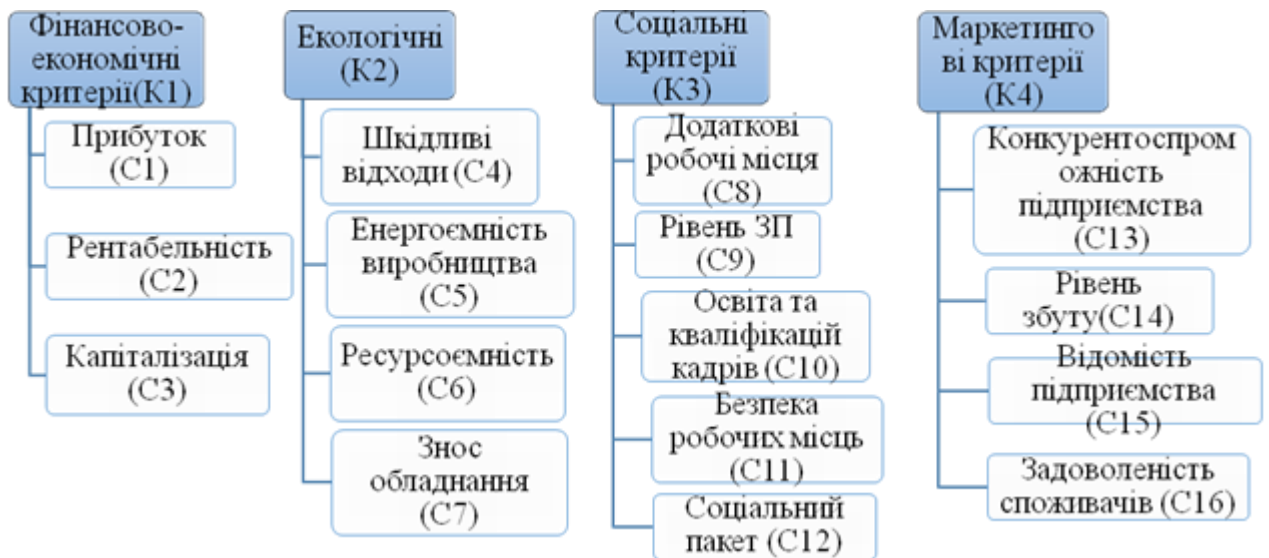 Фінансово-
економічні
критерії(К1)
Прибуток
(С1)
Рентабельність
(С2)
Капіталізація
(С3)
Екологічні
(К2)
Шкідливі
відходи (С4)
Енергоємність
виробництва
(С5)
Ресурсоємність
(С6)
Знос
обладнання
(С7)
Соціальні
критерії
(К3)
Додаткові
робочі місця
(С8)
Рівень ЗП
(С9)
Освіта та
кваліфікацій
кадрів (С10)
Безпека
робочих місць
(С11)
Соціальний
пакет (С12)
Маркетинго
ві критерії
(К4)
Конкурентоспром
ожність
підприємства
(С13)
Рівень
збуту(С14)
Відомість
підприємства
(С15)
Задоволеність
споживачів (С16)